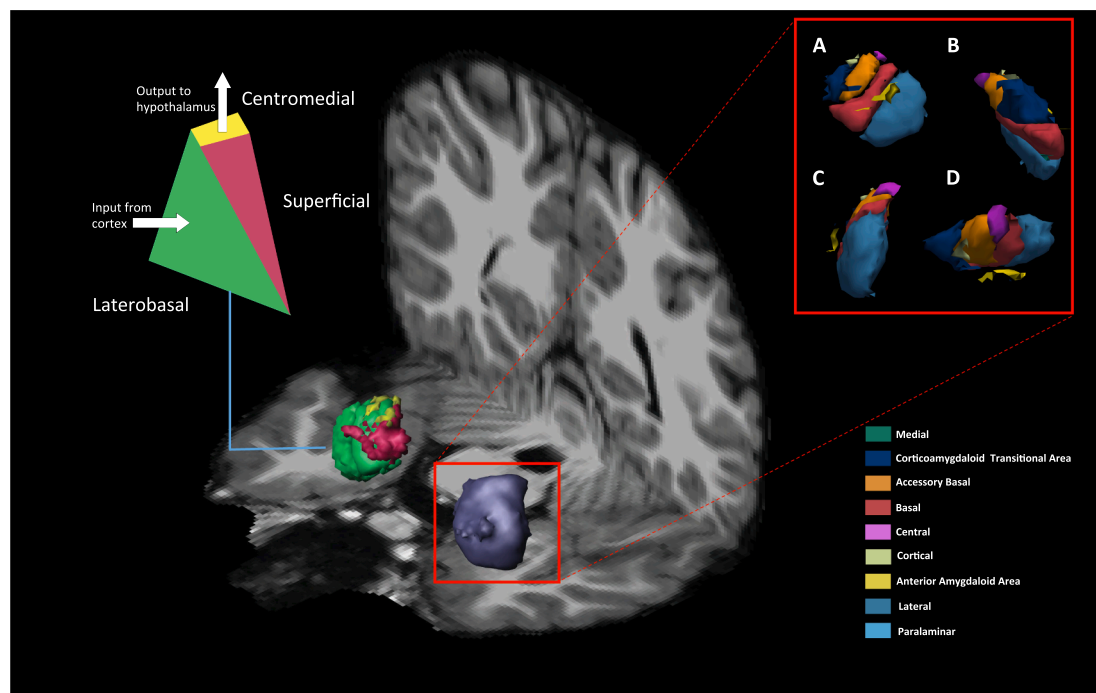 Output to
hypothalamus
Centromedial
Superficial
Input from
cortex
Laterobasal
A
B
C
D
Medial
Corticoamygdaloid Transitional Area
Accessory Basal
Basal
Central
Cortical
Anterior Amygdaloid Area
Lateral
Paralaminar